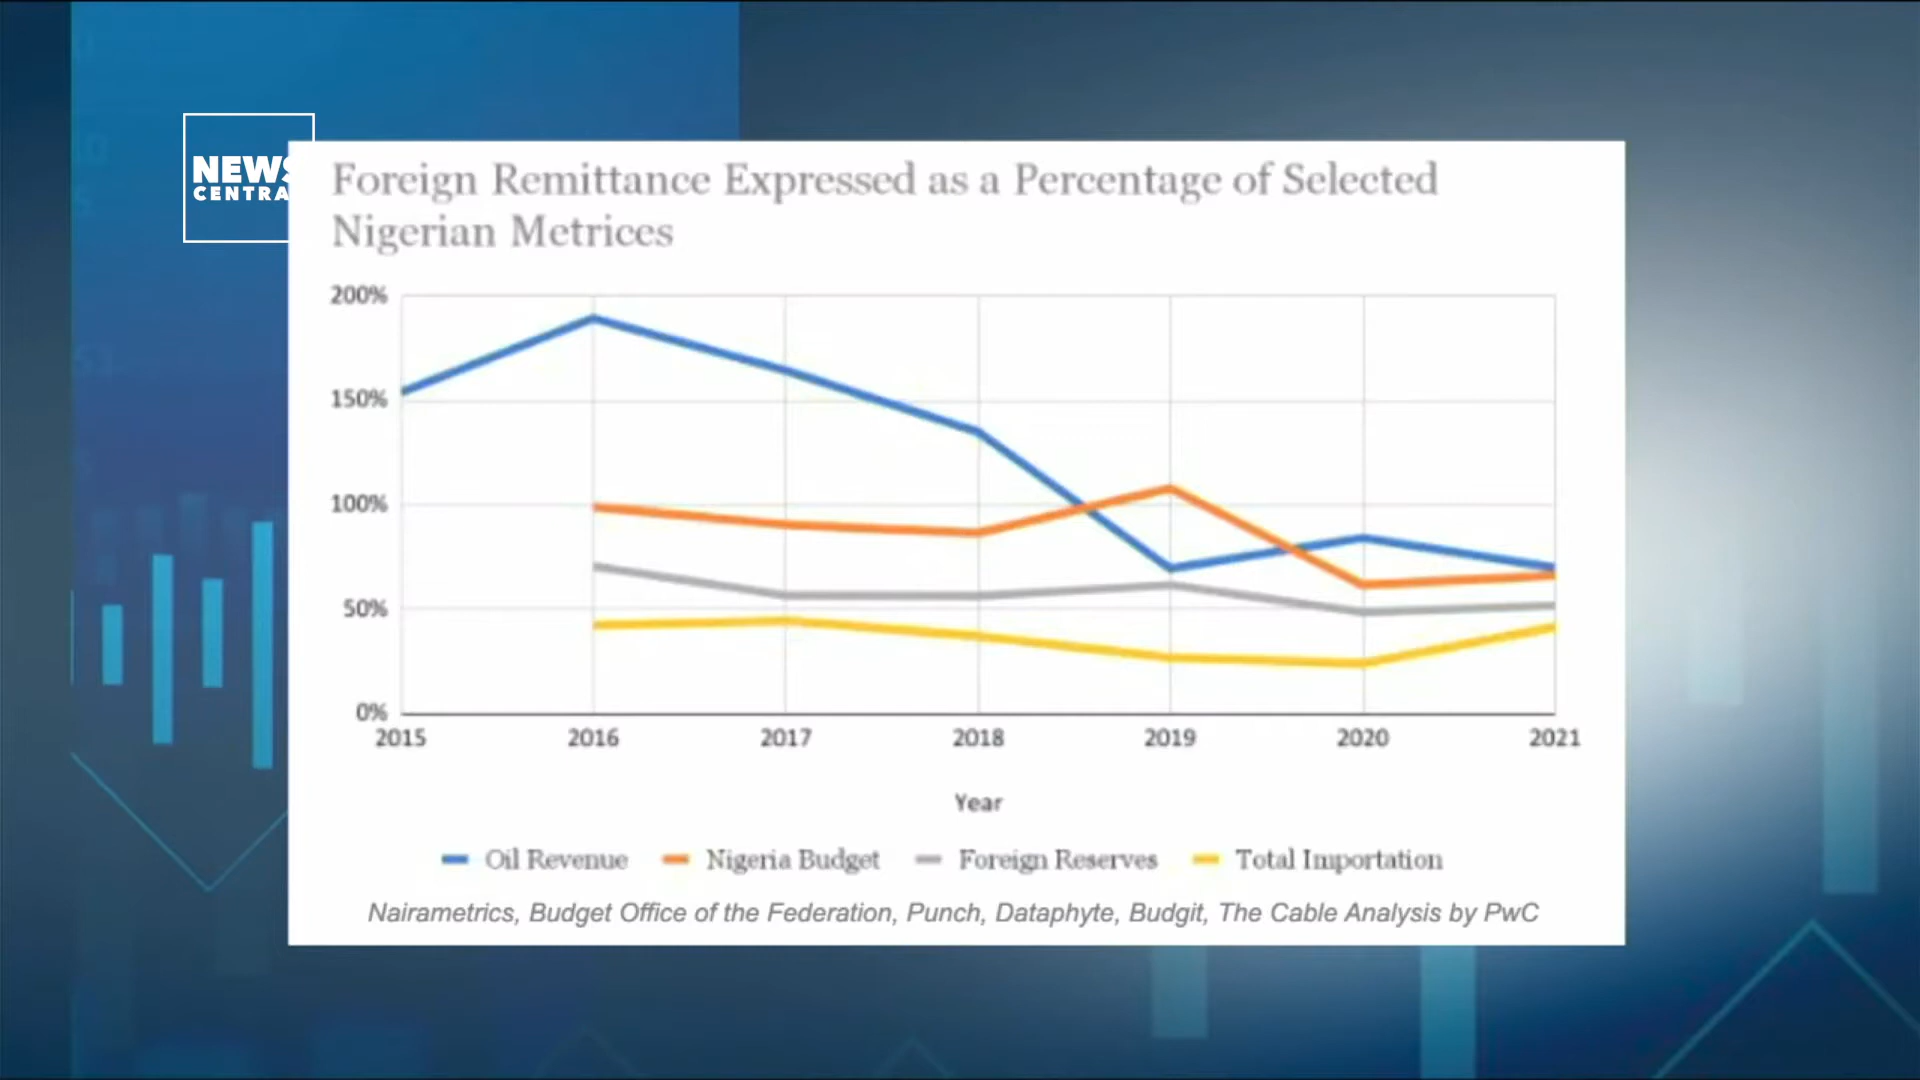 NEWS
CENTRA
Foreign Remittance Expressed as a Percentage of Selected
Nigerian Metrices
200%
150%
100%
50%
0%
2015 2016 2017 2018 2019 2020 2021
Year
Oil Revenue Nigeria Budget Foreign Reserves Total Importation
Nairametrics, Budget Office of the Federation, Punch, Dataphyte, Budgit, The Cable Analysis by PwC